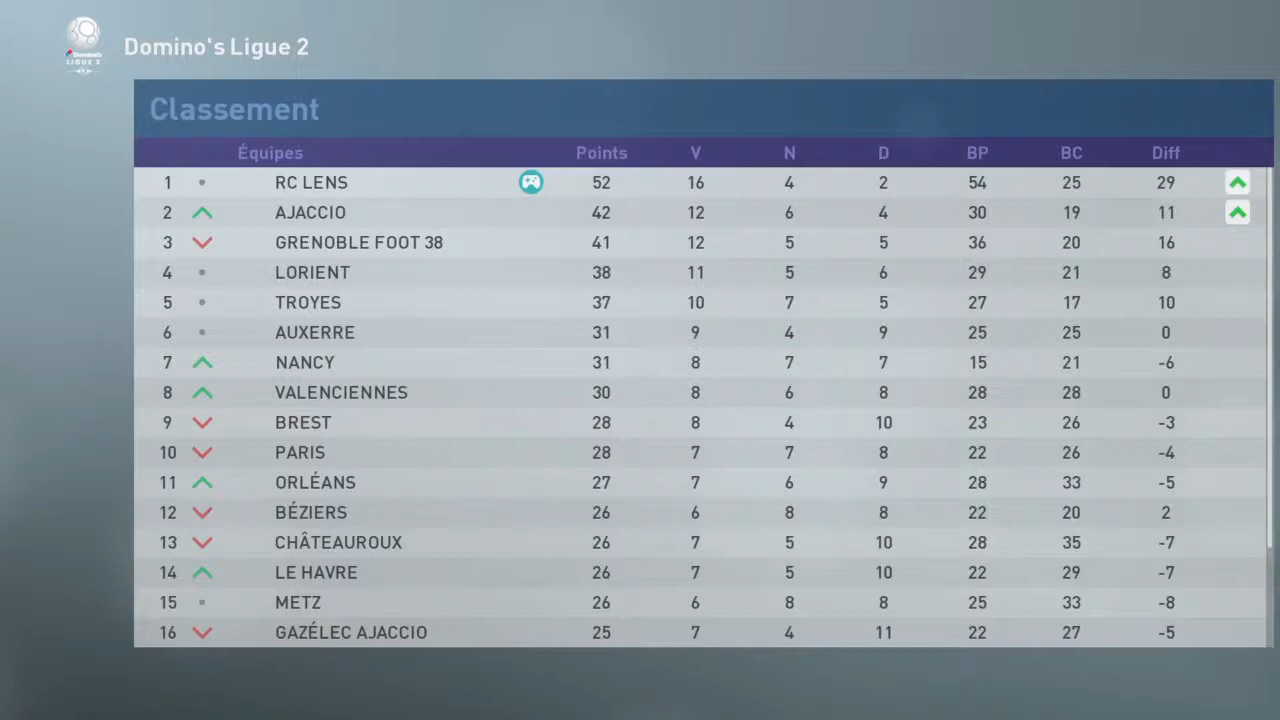 Domino's LIGUE 2
Domino's Ligue 2
Classement
Équipes Points V N D BP BC Diff
1 RC LENS 52 16 4 2 54 25 29
2 AJACCIO 42 12 6 4 30 19 11
3 GRENOBLE FOOT 38 41 12 5 5 36 20 16
4 LORIENT 38 11 5 6 29 21 8
5 TROYES 37 10 7 5 27 17 10
6 AUXERRE 31 9 4 9 25 25 0
7 NANCY 31 8 7 7 15 21 -6
8 VALENCIENNES 30 8 6 8 28 28 0
9 BREST 28 8 4 10 23 26 -3
10 PARIS 28 7 7 8 22 26 -4
11 ORLÉANS 27 7 6 9 28 33 -5
12 BÉZIERS 26 6 8 8 22 20 2
13 CHÂTEAUROUX 26 7 5 10 28 35 -7
14 LE HAVRE 26 7 5 10 22 29 -7
15 METZ 26 6 8 8 25 33 -8
16 GAZÉLEC AJACCIO 25 7 4 11 22 27 -5